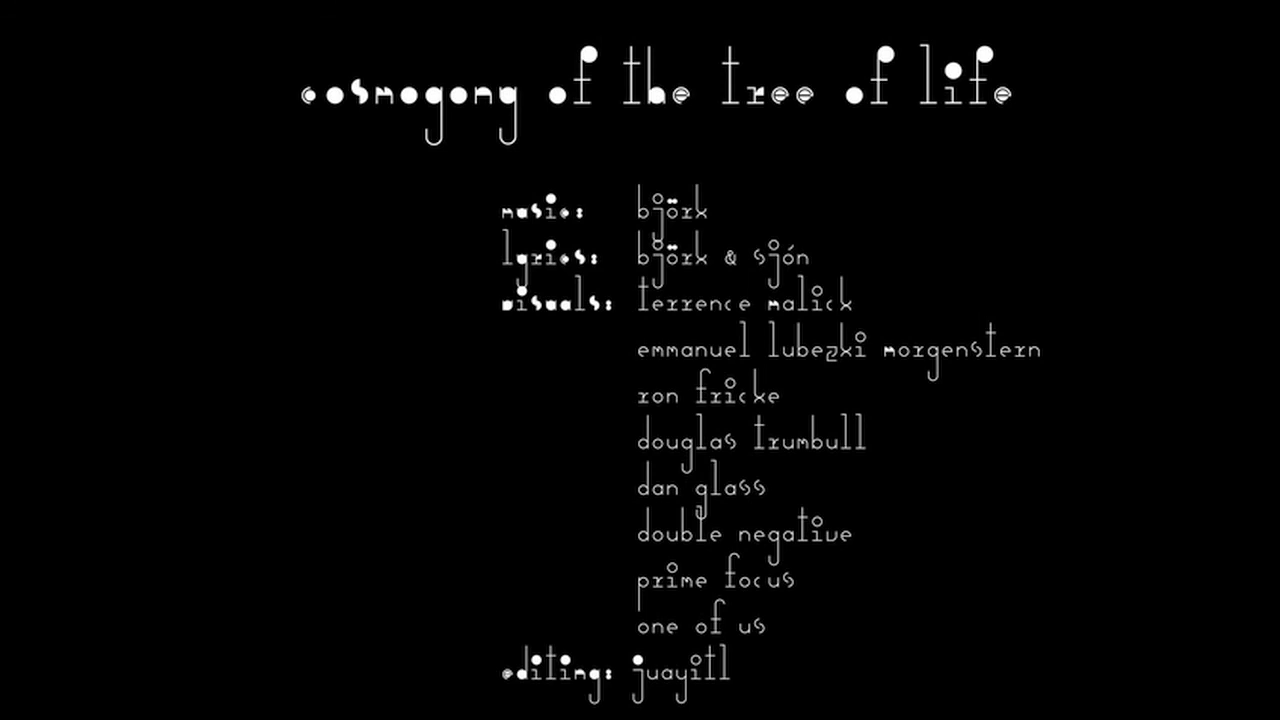 cosmogony of the tree of life
music: björk
lyrics: björk & sjón
visuals: terrence malick
emmanuel lubezki morgenstern
ron fricke
douglas trumbull
dan glass
double negative
prime focus
one of us
editing: juayitl